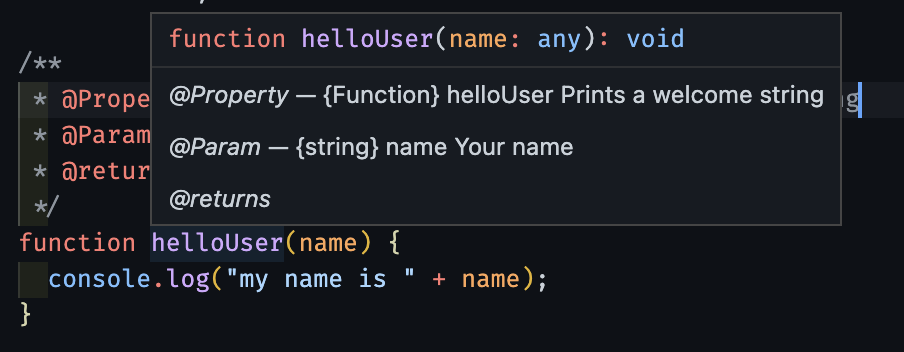 function helloUser(name: any): void
/**
@Property — {Function} helloUser Prints a welcome string
* @Prope
@Param — {string} name Your name
* @Param
* @retur
@returns
*/
function helloUser(name) {
console.log("my name is " + name);
}